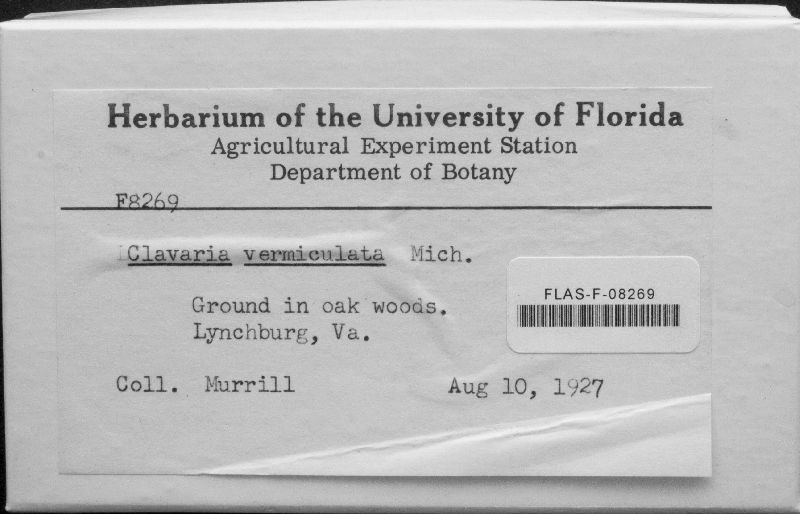 Herbarium of the University of Florida
Agricultural Experiment Station
Department of Botany
F8269
Clavaria vermiculata Mich.
FLAS-F-08269
Ground in oak woods.
Lynchburg, Va.
Coll. Murrill Aug 10, 1927